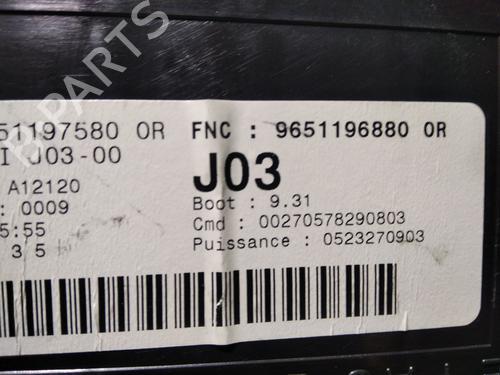 51197580 OR FNC : 9651196880 OR
I J03-00
J03
A12120
Boot : 9.31
: 0009
Cmd : 00270578290803
5:55
Puissance : 0523270903
3 5
B PARTS